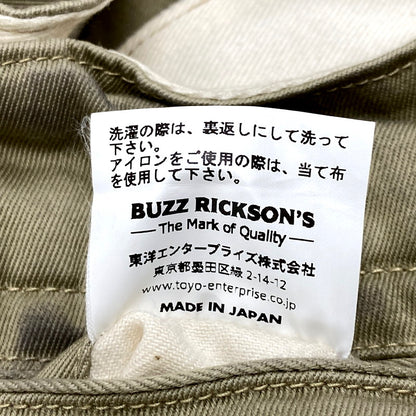 洗濯の際は、裏返しにして洗って
下さい。
アイロンをご使用の際は、当て布
を使用して下さい。
BUZZ RICKSON'S
The Mark of Quality
東洋エンタープライズ株式会社
東京都墨田区緑 2-14-12
www.toyo-enterprise.co.jp
MADE IN JAPAN